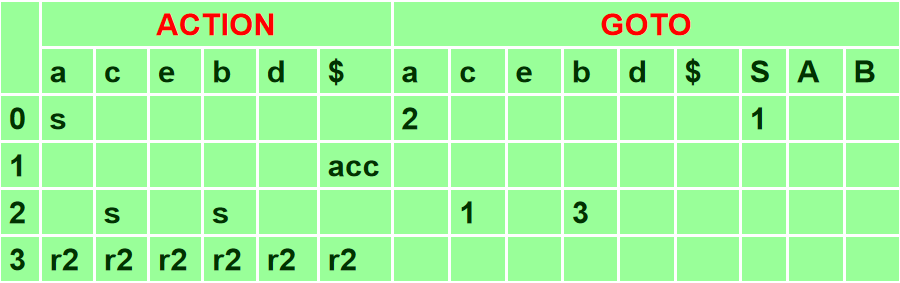 ACTION GOTO
a c e b d $ a c e b d $ S A B
0 s 2 1
1 acc
2 s s 1 3
3 r2 r2 r2 r2 r2 r2